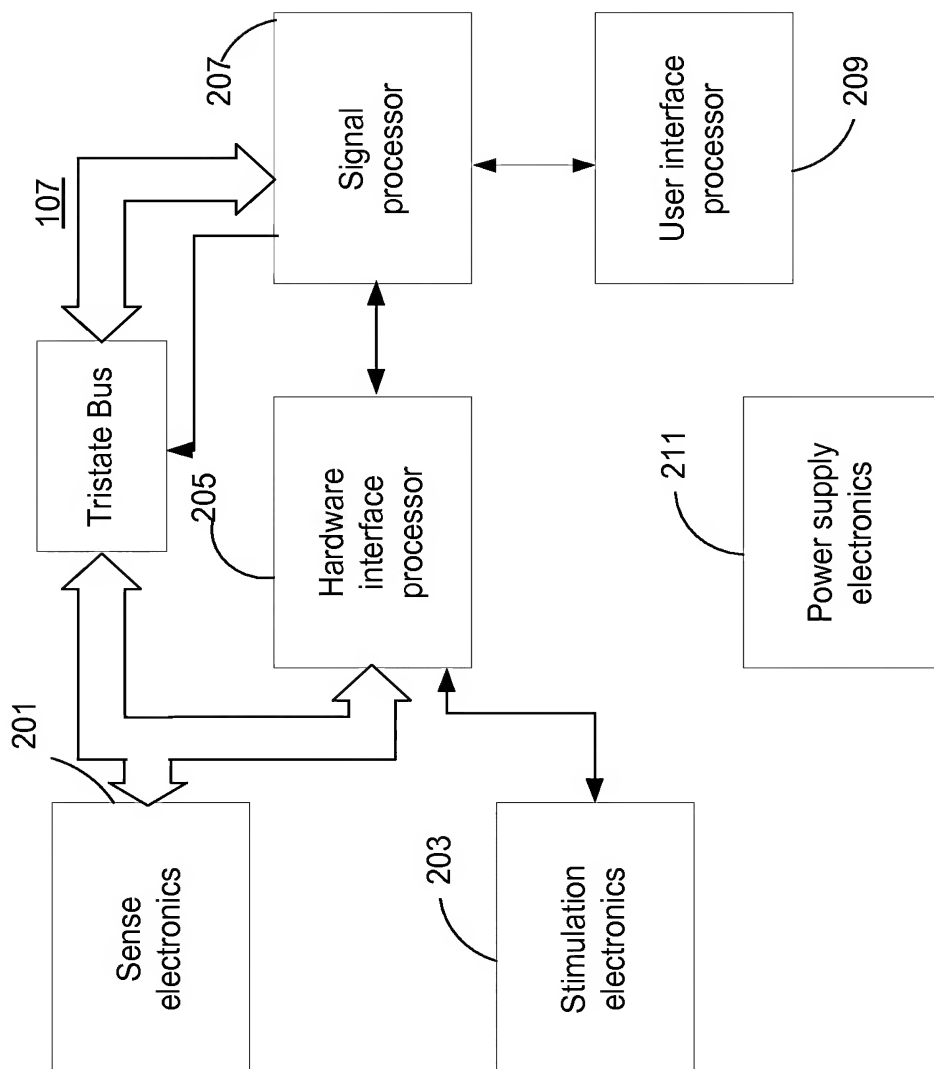 107
201
Sense
electronics
Tristate Bus
207
Signal
processor
205
Hardware
interface
processor
203
Stimulation
electronics
User interface
processor
209
211
Power supply
electronics